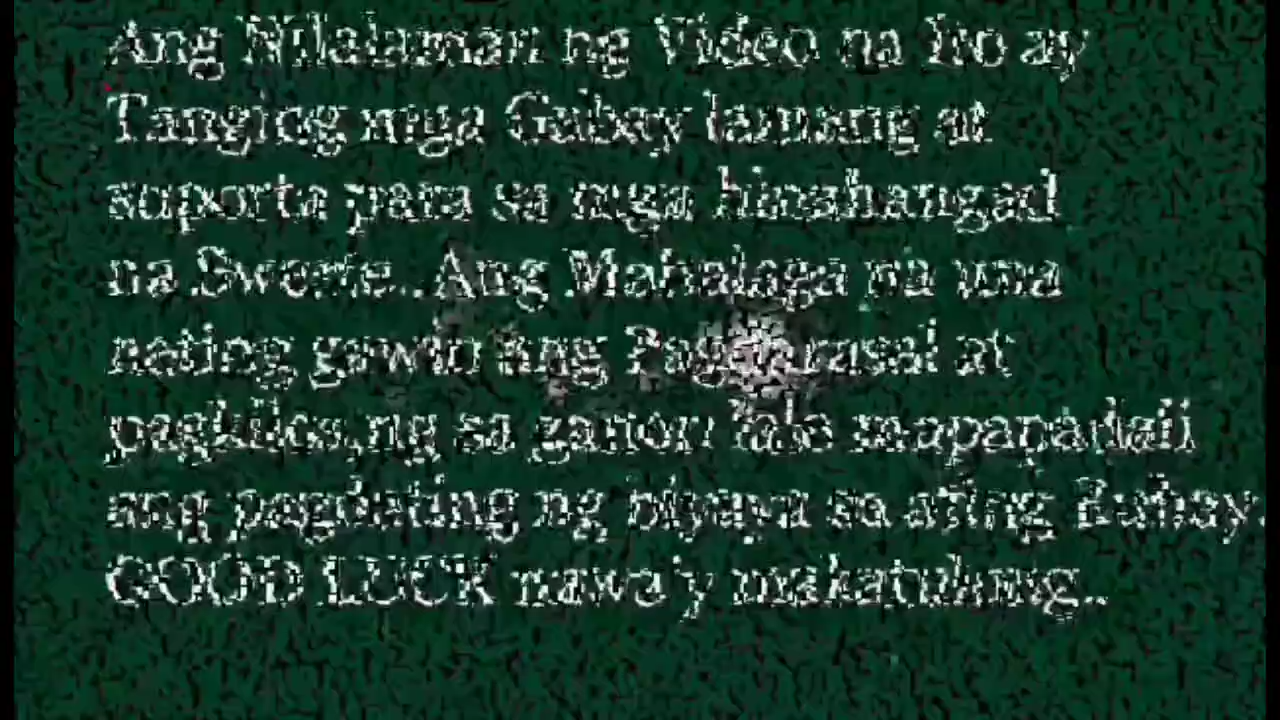 Ang Nilalaman ng Video na Ito ay
Tanging mga Gabay lamang at
suporta para sa mga hinahangad
na Swerte..Ang Mahalaga pa una
nating gawin ang Pagdarasal at
pagkilos,ng sa ganon lalo mapapadali
ang pagdating ng biyaya sa ating Buhay.
GOOD LUCK nawa'y makatulong..